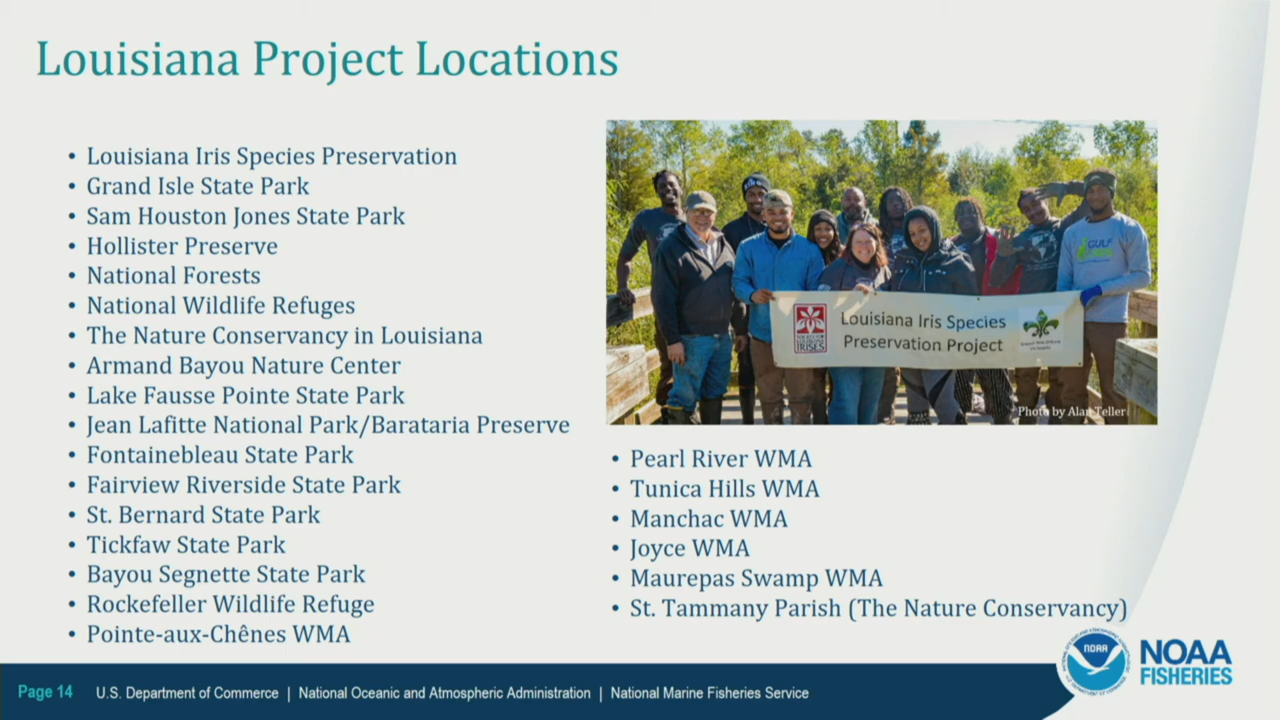 Louisiana Project Locations
• Louisiana Iris Species Preservation
• Grand Isle State Park
• Sam Houston Jones State Park
• Hollister Preserve
• National Forests
• National Wildlife Refuges
• The Nature Conservancy in Louisiana
• Armand Bayou Nature Center
• Lake Fausse Pointe State Park
• Jean Lafitte National Park/Barataria Preserve
• Fontainebleau State Park
• Fairview Riverside State Park
• St. Bernard State Park
• Tickfaw State Park
• Bayou Segnette State Park
• Rockefeller Wildlife Refuge
• Pointe-aux-Chênes WMA
GULF
IRISES
Louisiana Iris Species
Preservation Project
Photo by Alan Teller
• Pearl River WMA
• Tunica Hills WMA
• Manchac WMA
• Joyce WMA
• Maurepas Swamp WMA
• St. Tammany Parish (The Nature Conservancy)
Page 14 U.S. Department of Commerce | National Oceanic and Atmospheric Administration | National Marine Fisheries Service
NOAA
NOAA
FISHERIES